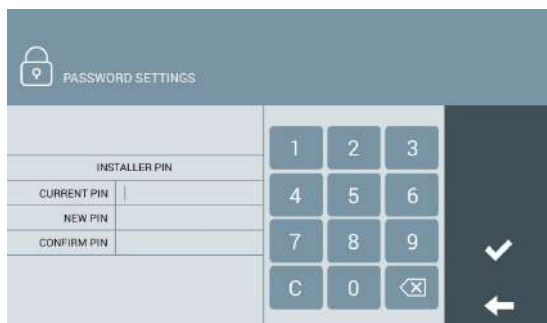 PASSWORD SETTINGS
INSTALLER PIN
CURRENT PIN
NEW PIN
CONFIRM PIN
1 2 3
4 5 6
7 8 9
C 0